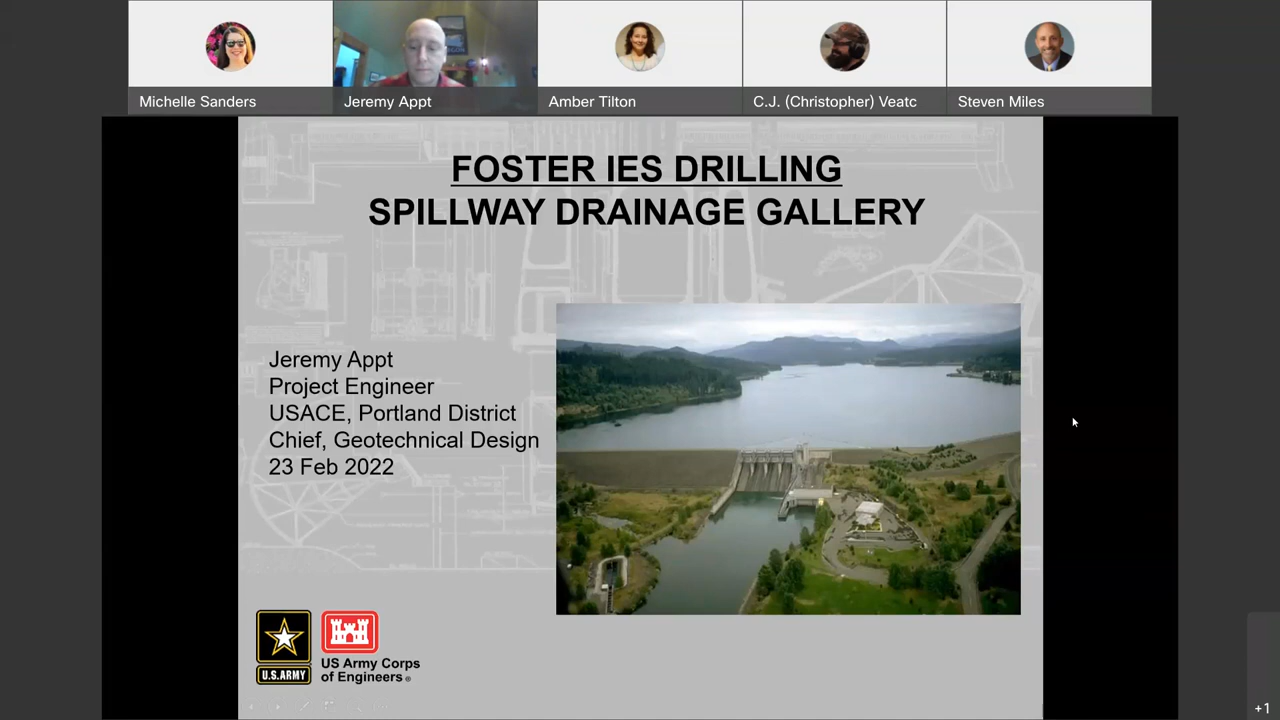 Michelle Sanders
Jeremy Appt
Amber Tilton
C.J. (Christopher) Veatc
Steven Miles
FOSTER IES DRILLING
SPILLWAY DRAINAGE GALLERY
Jeremy Appt
Project Engineer
USACE, Portland District
Chief, Geotechnical Design
23 Feb 2022
U.S.ARMY
US Army Corps
of Engineers®
+1